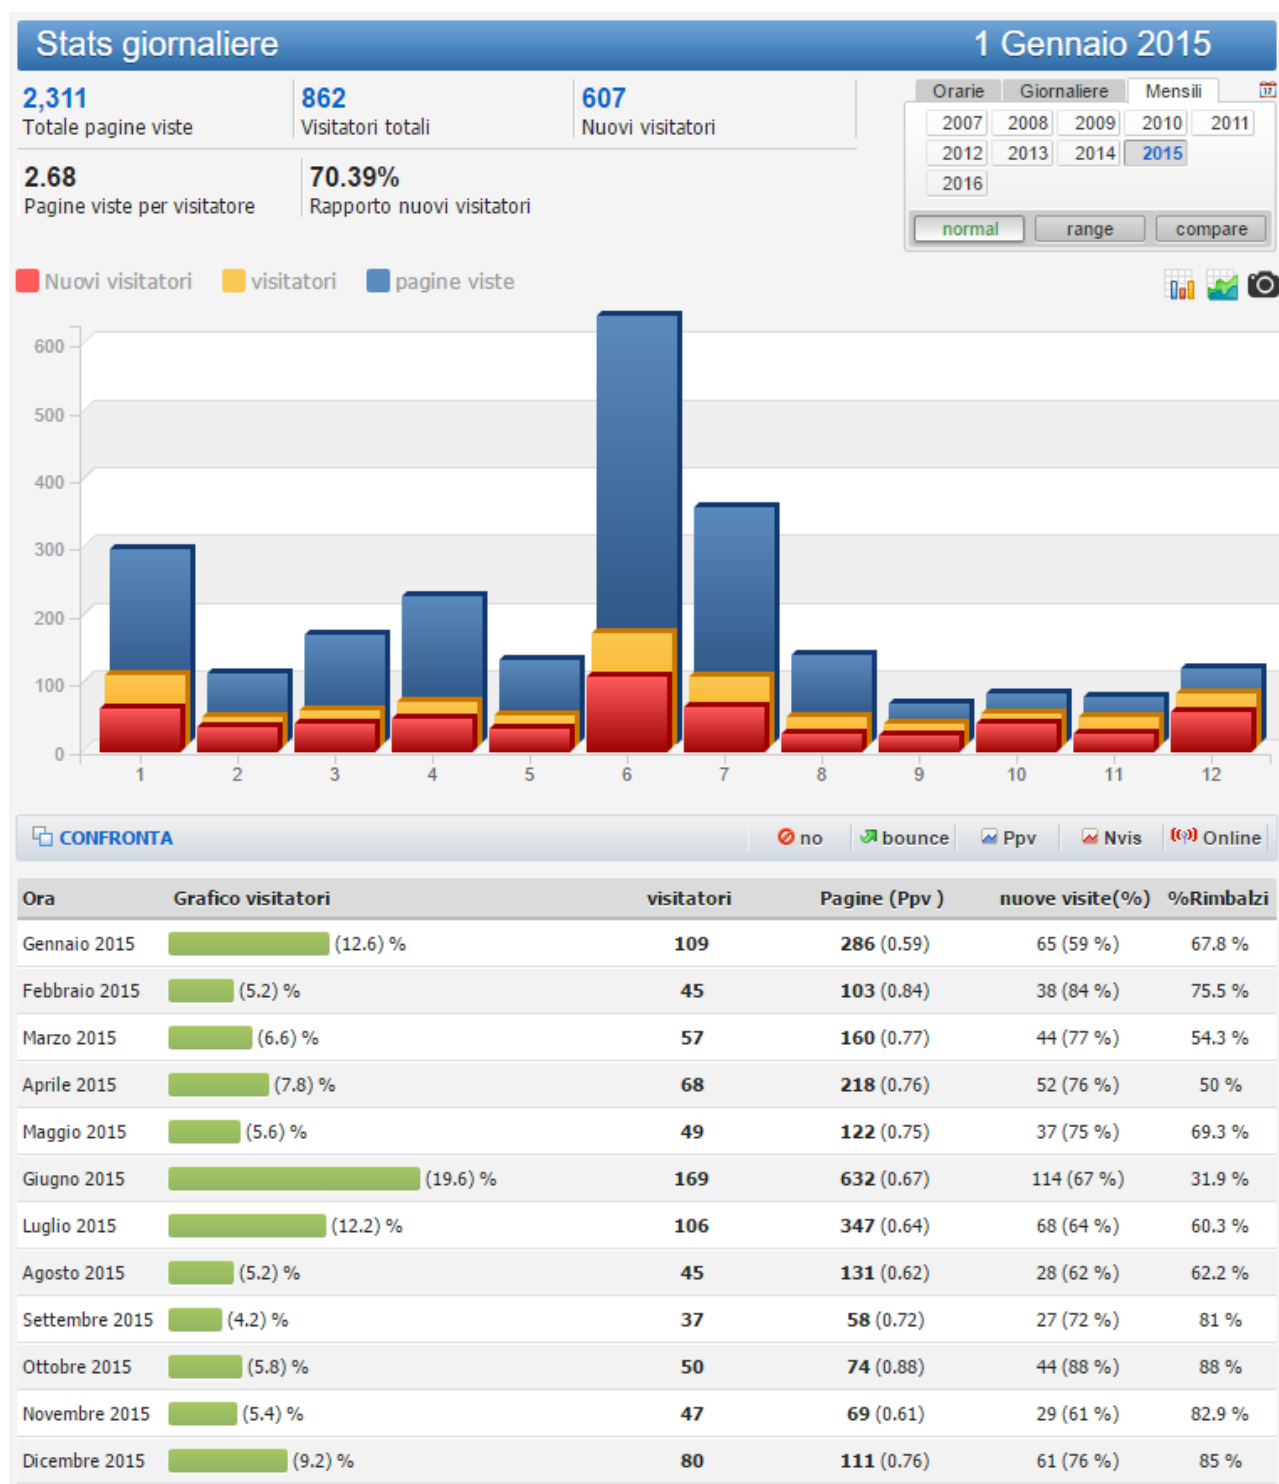 Stats giornaliere 1 Gennaio 2015
2,311 862 607
Totale pagine viste Visitatori totali Nuovi visitatori
2.68 70.39%
Pagine viste per visitatore Rapporto nuovi visitatori
Orarie Giornaliere Mensili 17
2007 2008 2009 2010 2011
2012 2013 2014 2015
2016
normal range compare
Nuovi visitatori visitatori pagine viste
600
500
400
300
200
100
0
1 2 3 4 5 6 7 8 9 10 11 12
CONFRONTA no bounce Ppv Nvis Online
Ora Grafico visitatori visitatori Pagine (Ppv ) nuove visite(%) %Rimbalzi
Gennaio 2015 (12.6) % 109 286 (0.59) 65 (59 %) 67.8 %
Febbraio 2015 (5.2) % 45 103 (0.84) 38 (84 %) 75.5 %
Marzo 2015 (6.6) % 57 160 (0.77) 44 (77 %) 54.3 %
Aprile 2015 (7.8) % 68 218 (0.76) 52 (76 %) 50 %
Maggio 2015 (5.6) % 49 122 (0.75) 37 (75 %) 69.3 %
Giugno 2015 (19.6) % 169 632 (0.67) 114 (67 %) 31.9 %
Luglio 2015 (12.2) % 106 347 (0.64) 68 (64 %) 60.3 %
Agosto 2015 (5.2) % 45 131 (0.62) 28 (62 %) 62.2 %
Settembre 2015 (4.2) % 37 58 (0.72) 27 (72 %) 81 %
Ottobre 2015 (5.8) % 50 74 (0.88) 44 (88 %) 88 %
Novembre 2015 (5.4) % 47 69 (0.61) 29 (61 %) 82.9 %
Dicembre 2015 (9.2) % 80 111 (0.76) 61 (76 %) 85 %